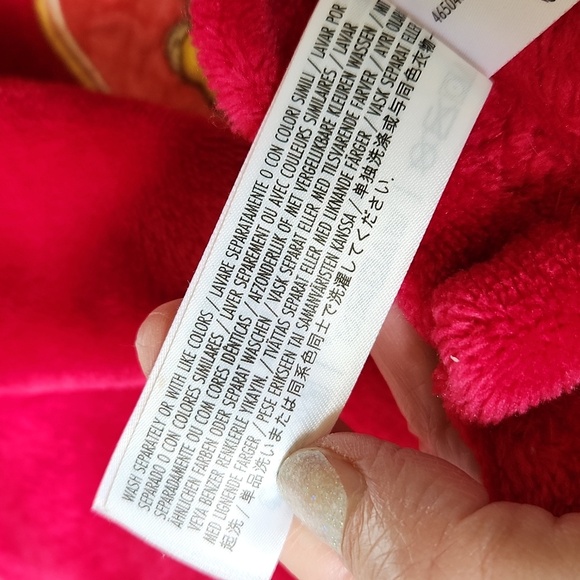 46504
WASH SEPARATELY OR WITH LIKE COLORS / LAVARE SEPARATAMENTE O CON COLORI SIMILI / LAVAR POR
SEPARADO O CON COLORES SIMILARES / LAVER SEPAREMENT OU AVEC COULEURS SIMILAIRES / LAVAR
SEPARADAMENTE OU COM CORES IDÊNTICAS / AFZONDERLIJK OF MET VERGELIJKBARE KLEUREN WASSEN / MIT
ÄHNLICHEN FARBEN ODER SEPARAT WASCHEN / VASK SEPARAT ELLER MED TILSVARENDE FARVER / AYRI
VEYA BENZER RENKLERLE YIKAYIN / TVÄTTAS SEPARAT ELLER MED LIKNANDE FÄRGER / VASK SEPARAT ELLER
MED LIGNENDE FARGER / PESE ERIKSEEN TAI SAMANVÄRISTEN KANSSA / 单独洗涤或与同色衣物一
起洗 / 単品洗いまたは同系色同士で洗濯してください.